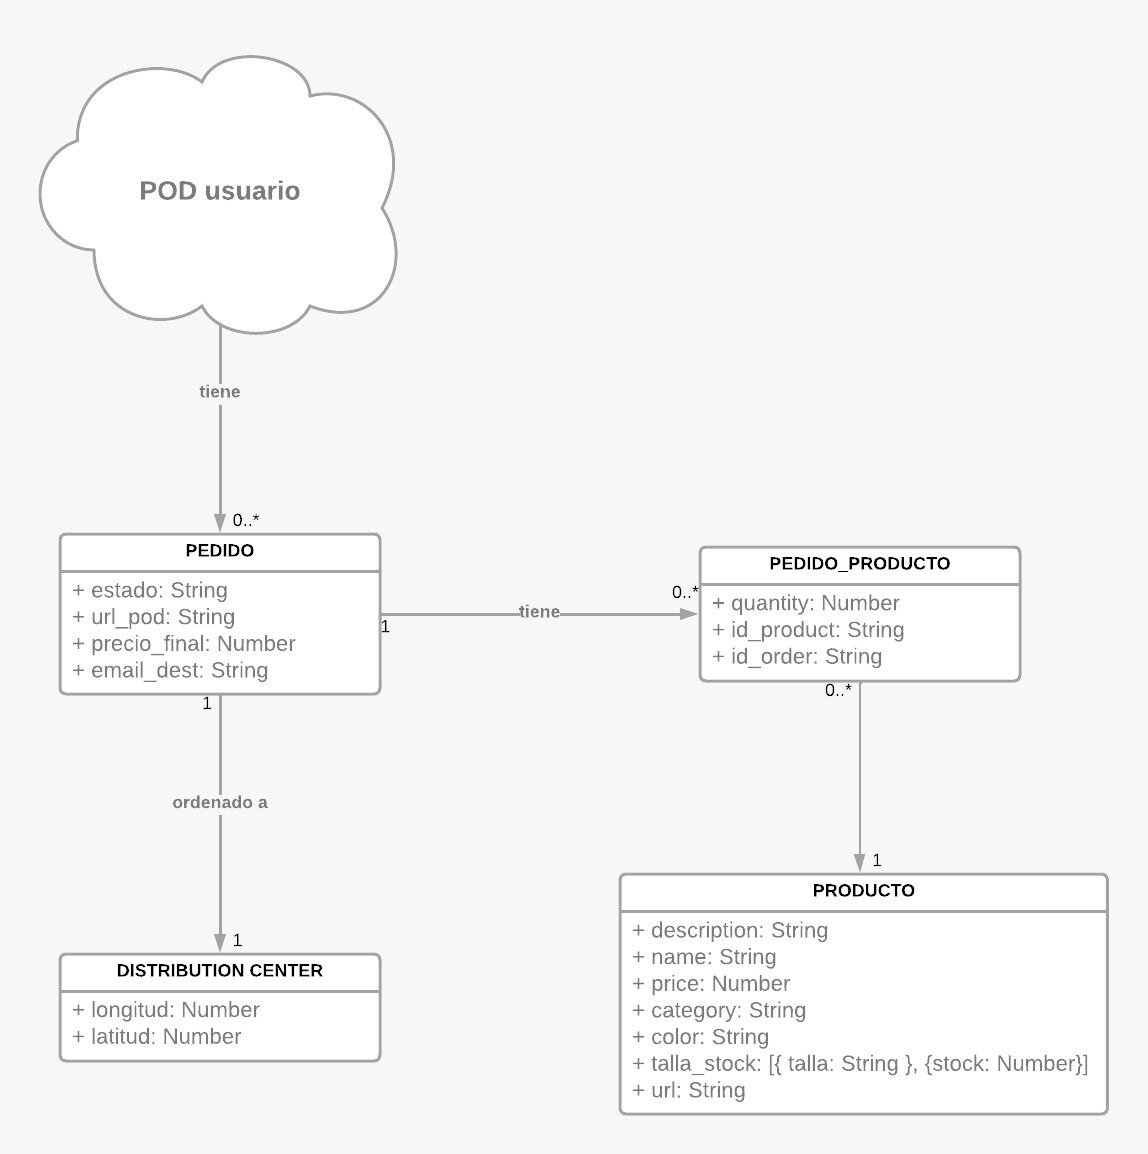 POD usuario
tiene
0..*
PEDIDO
+ estado: String
+ url_pod: String
+ precio_final: Number
+ email_dest: String
1
tiene
0..*
PEDIDO_PRODUCTO
+ quantity: Number
+ id_product: String
+ id_order: String
0..*
1
ordenado a
1
DISTRIBUTION CENTER
+ longitud: Number
+ latitud: Number
1
PRODUCTO
+ description: String
+ name: String
+ price: Number
+ category: String
+ color: String
+ talla_stock: [{ talla: String }, {stock: Number}]
+ url: String